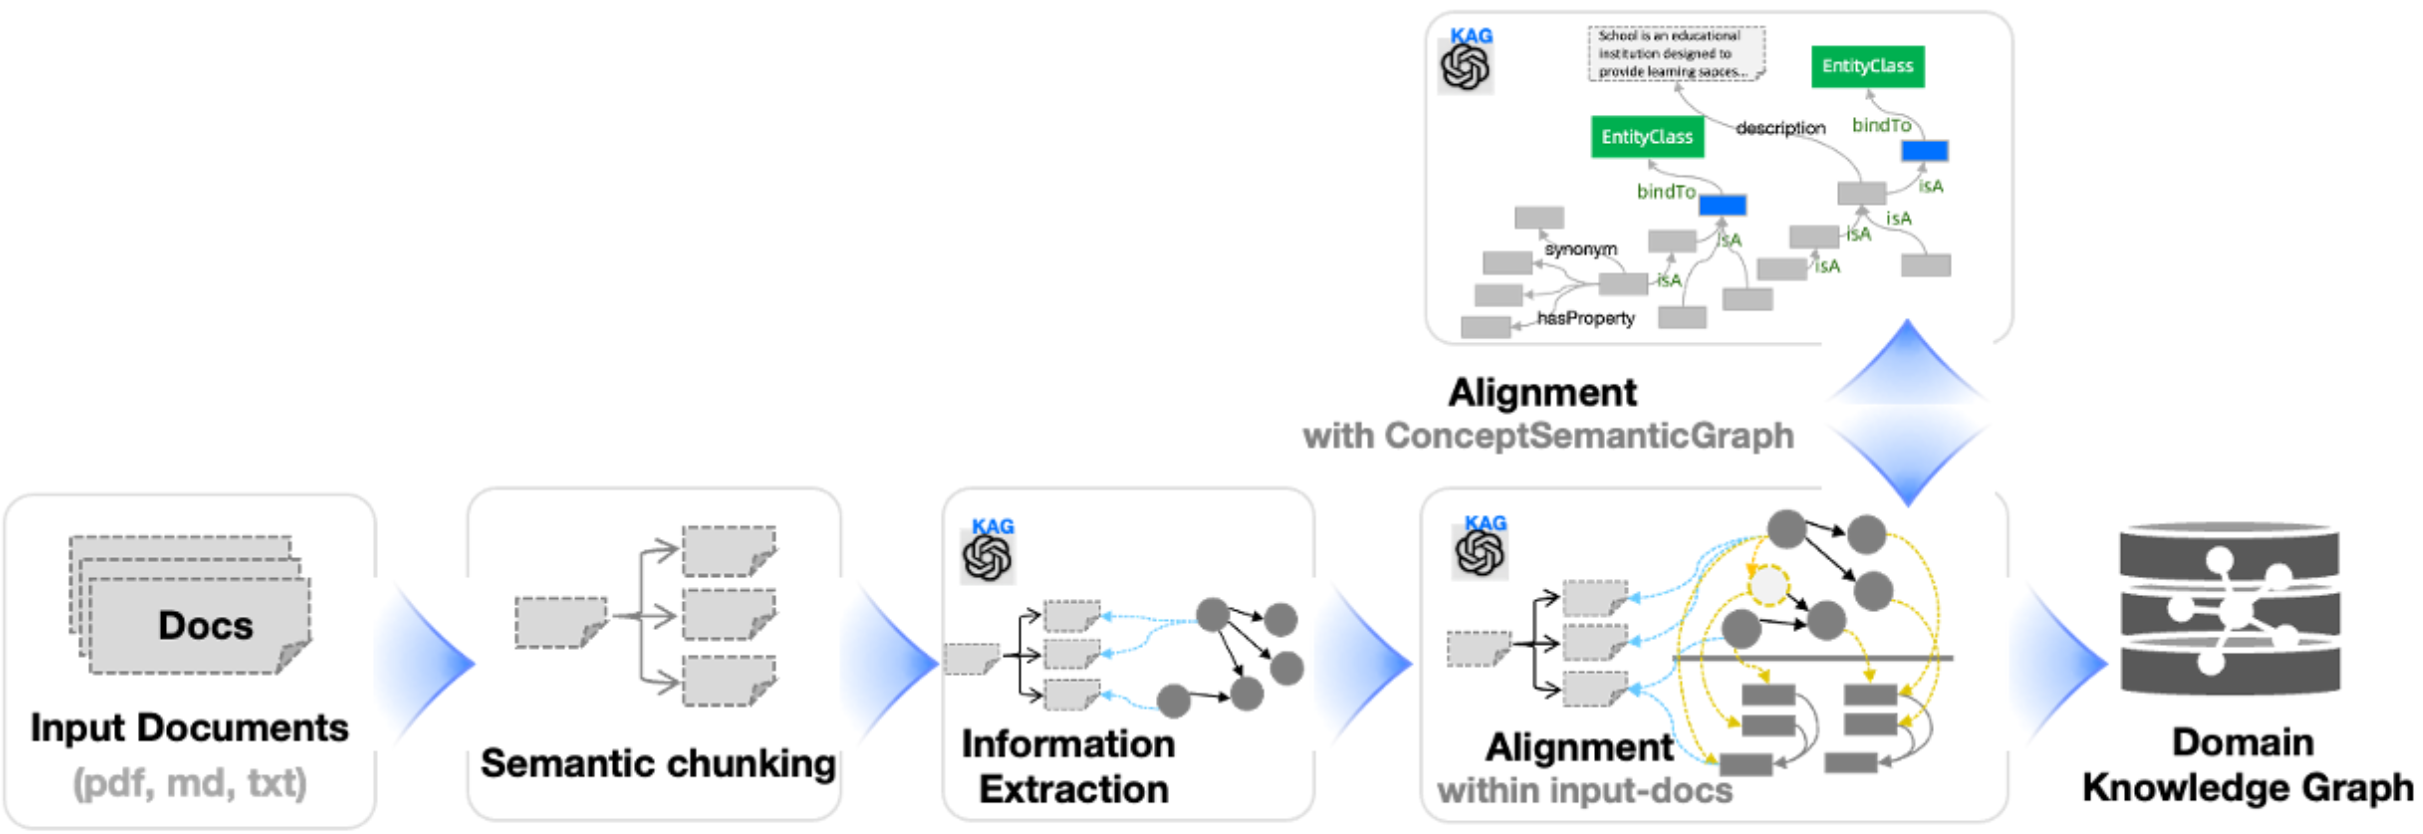 KAG
School is an educational
institution designed to
provide learning sapces...
EntityClass
description
bindTo
EntityClass
isA
bindTo
isA
synonym
isA
isA
isA
isA
hasProperty
Alignment
with ConceptSemanticGraph
Docs
Input Documents
(pdf, md, txt)
Semantic chunking
KAG
Information
Extraction
KAG
Alignment
within input-docs
Domain
Knowledge Graph